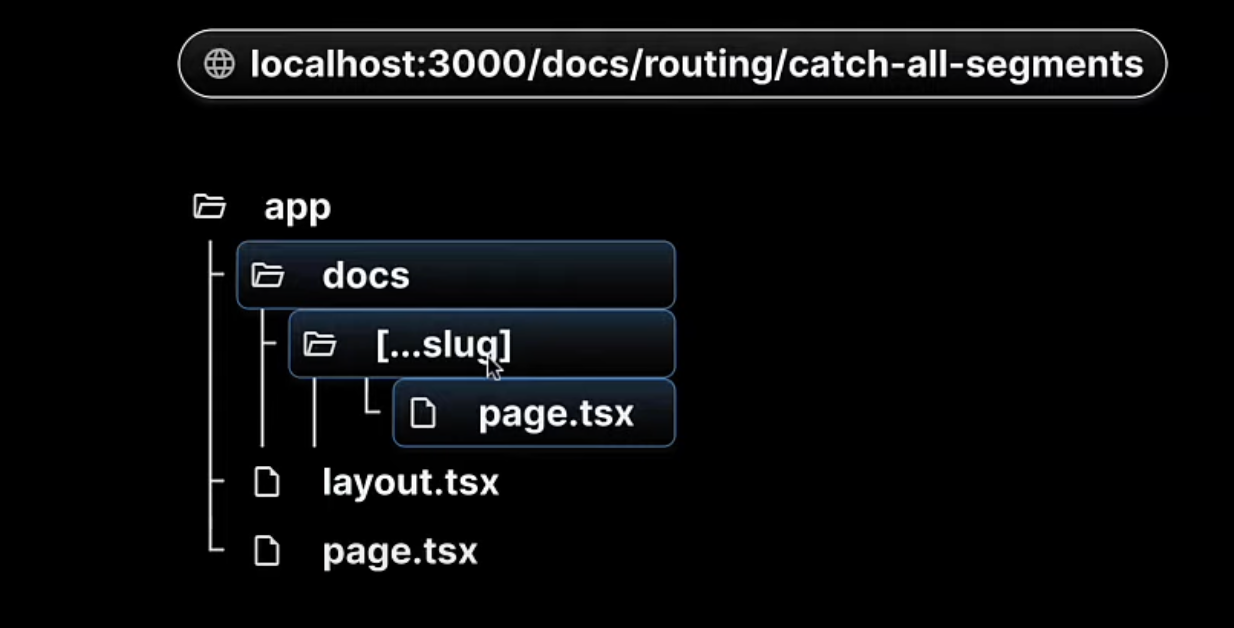 localhost:3000/docs/routing/catch-all-segments
app
docs
[...slug]
page.tsx
layout.tsx
page.tsx